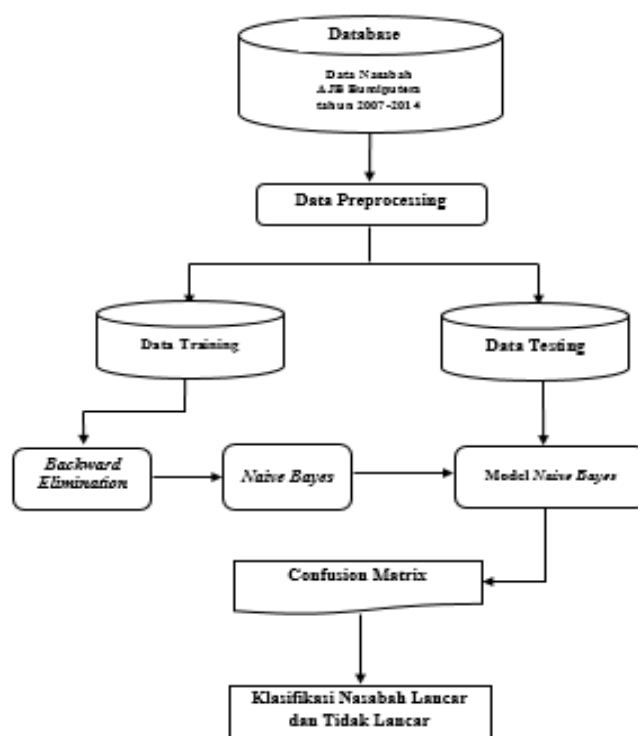 Database
Data Nasabah
AJB Bumiputera
tahun 2007-2014
Data Preprocessing
Data Training
Data Testing
Backward
Elimination
Naive Bayes
Model Naive Bayes
Confusion Matrix
Klasifikasi Nasabah Lancar
dan Tidak Lancar